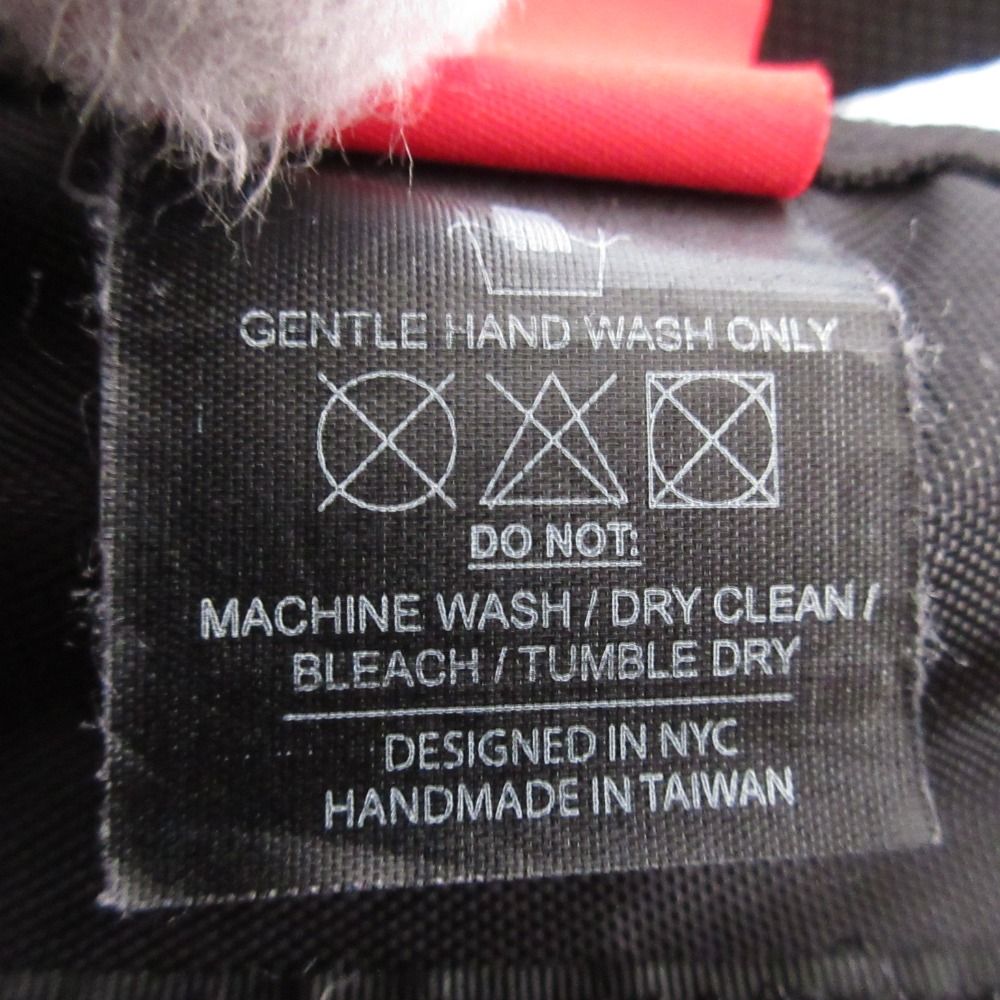 GENTLE HAND WASH ONLY
DO NOT:
MACHINE WASH / DRY CLEAN /
BLEACH / TUMBLE DRY
DESIGNED IN NYC
HANDMADE IN TAIWAN